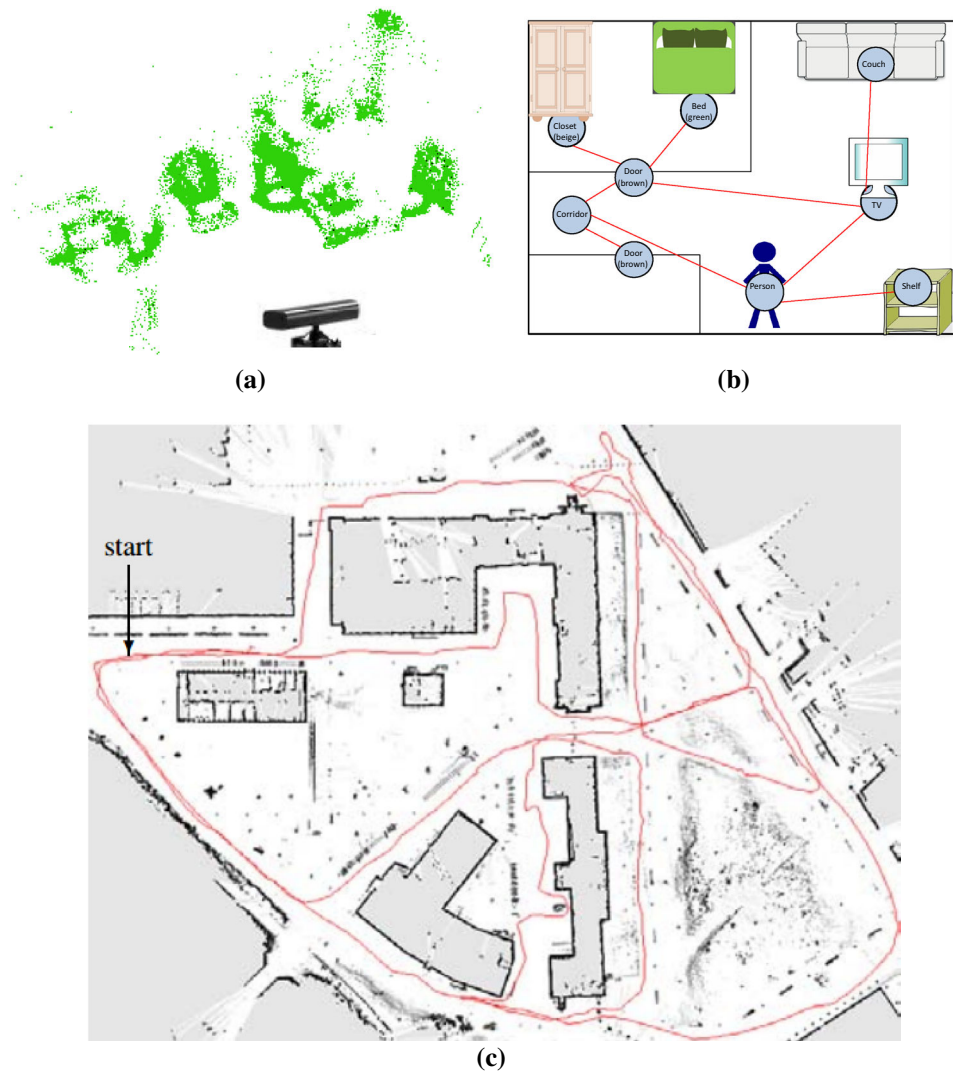 Couch
Bed
(green)
Closet
(beige)
Door
(brown)
TV
Corridor
Door
(brown)
Person
Shelf
(a)
(b)
start
(c)